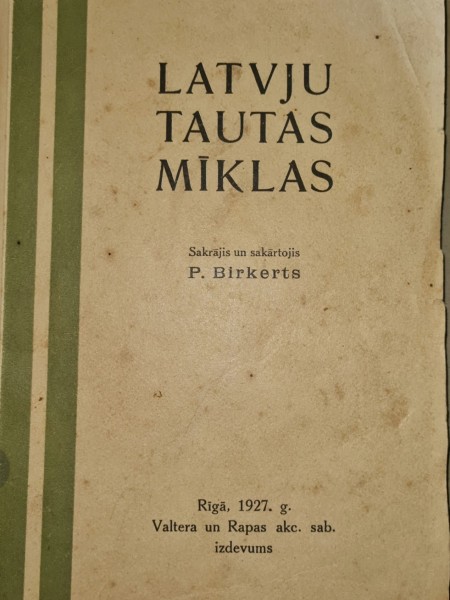 LATVJU
TAUTAS
MĪKLAS
Sakrājis un sakārtojis
P. Birkerts
Rīgā, 1927. g.
Valtera un Rapas akc. sab.
izdevums